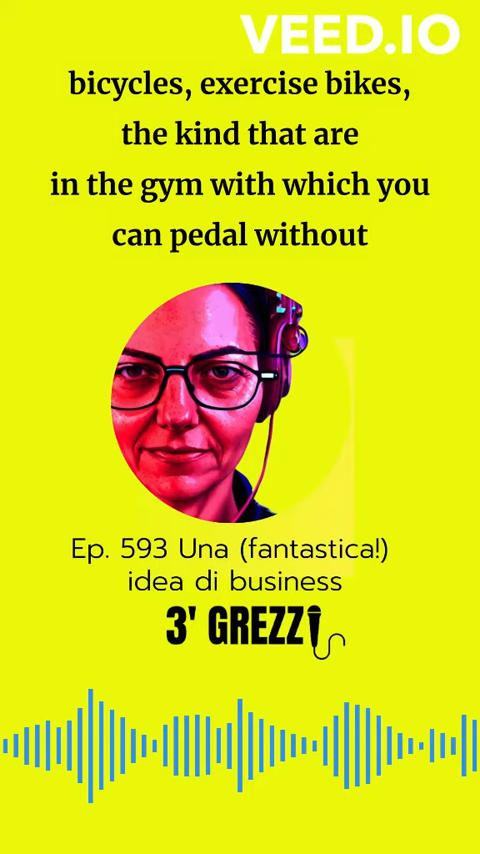 VEED.IO
bicycles, exercise bikes,
the kind that are
in the gym with which you
can pedal without
Ep. 593 Una (fantastica!)
idea di business
3' GREZZI